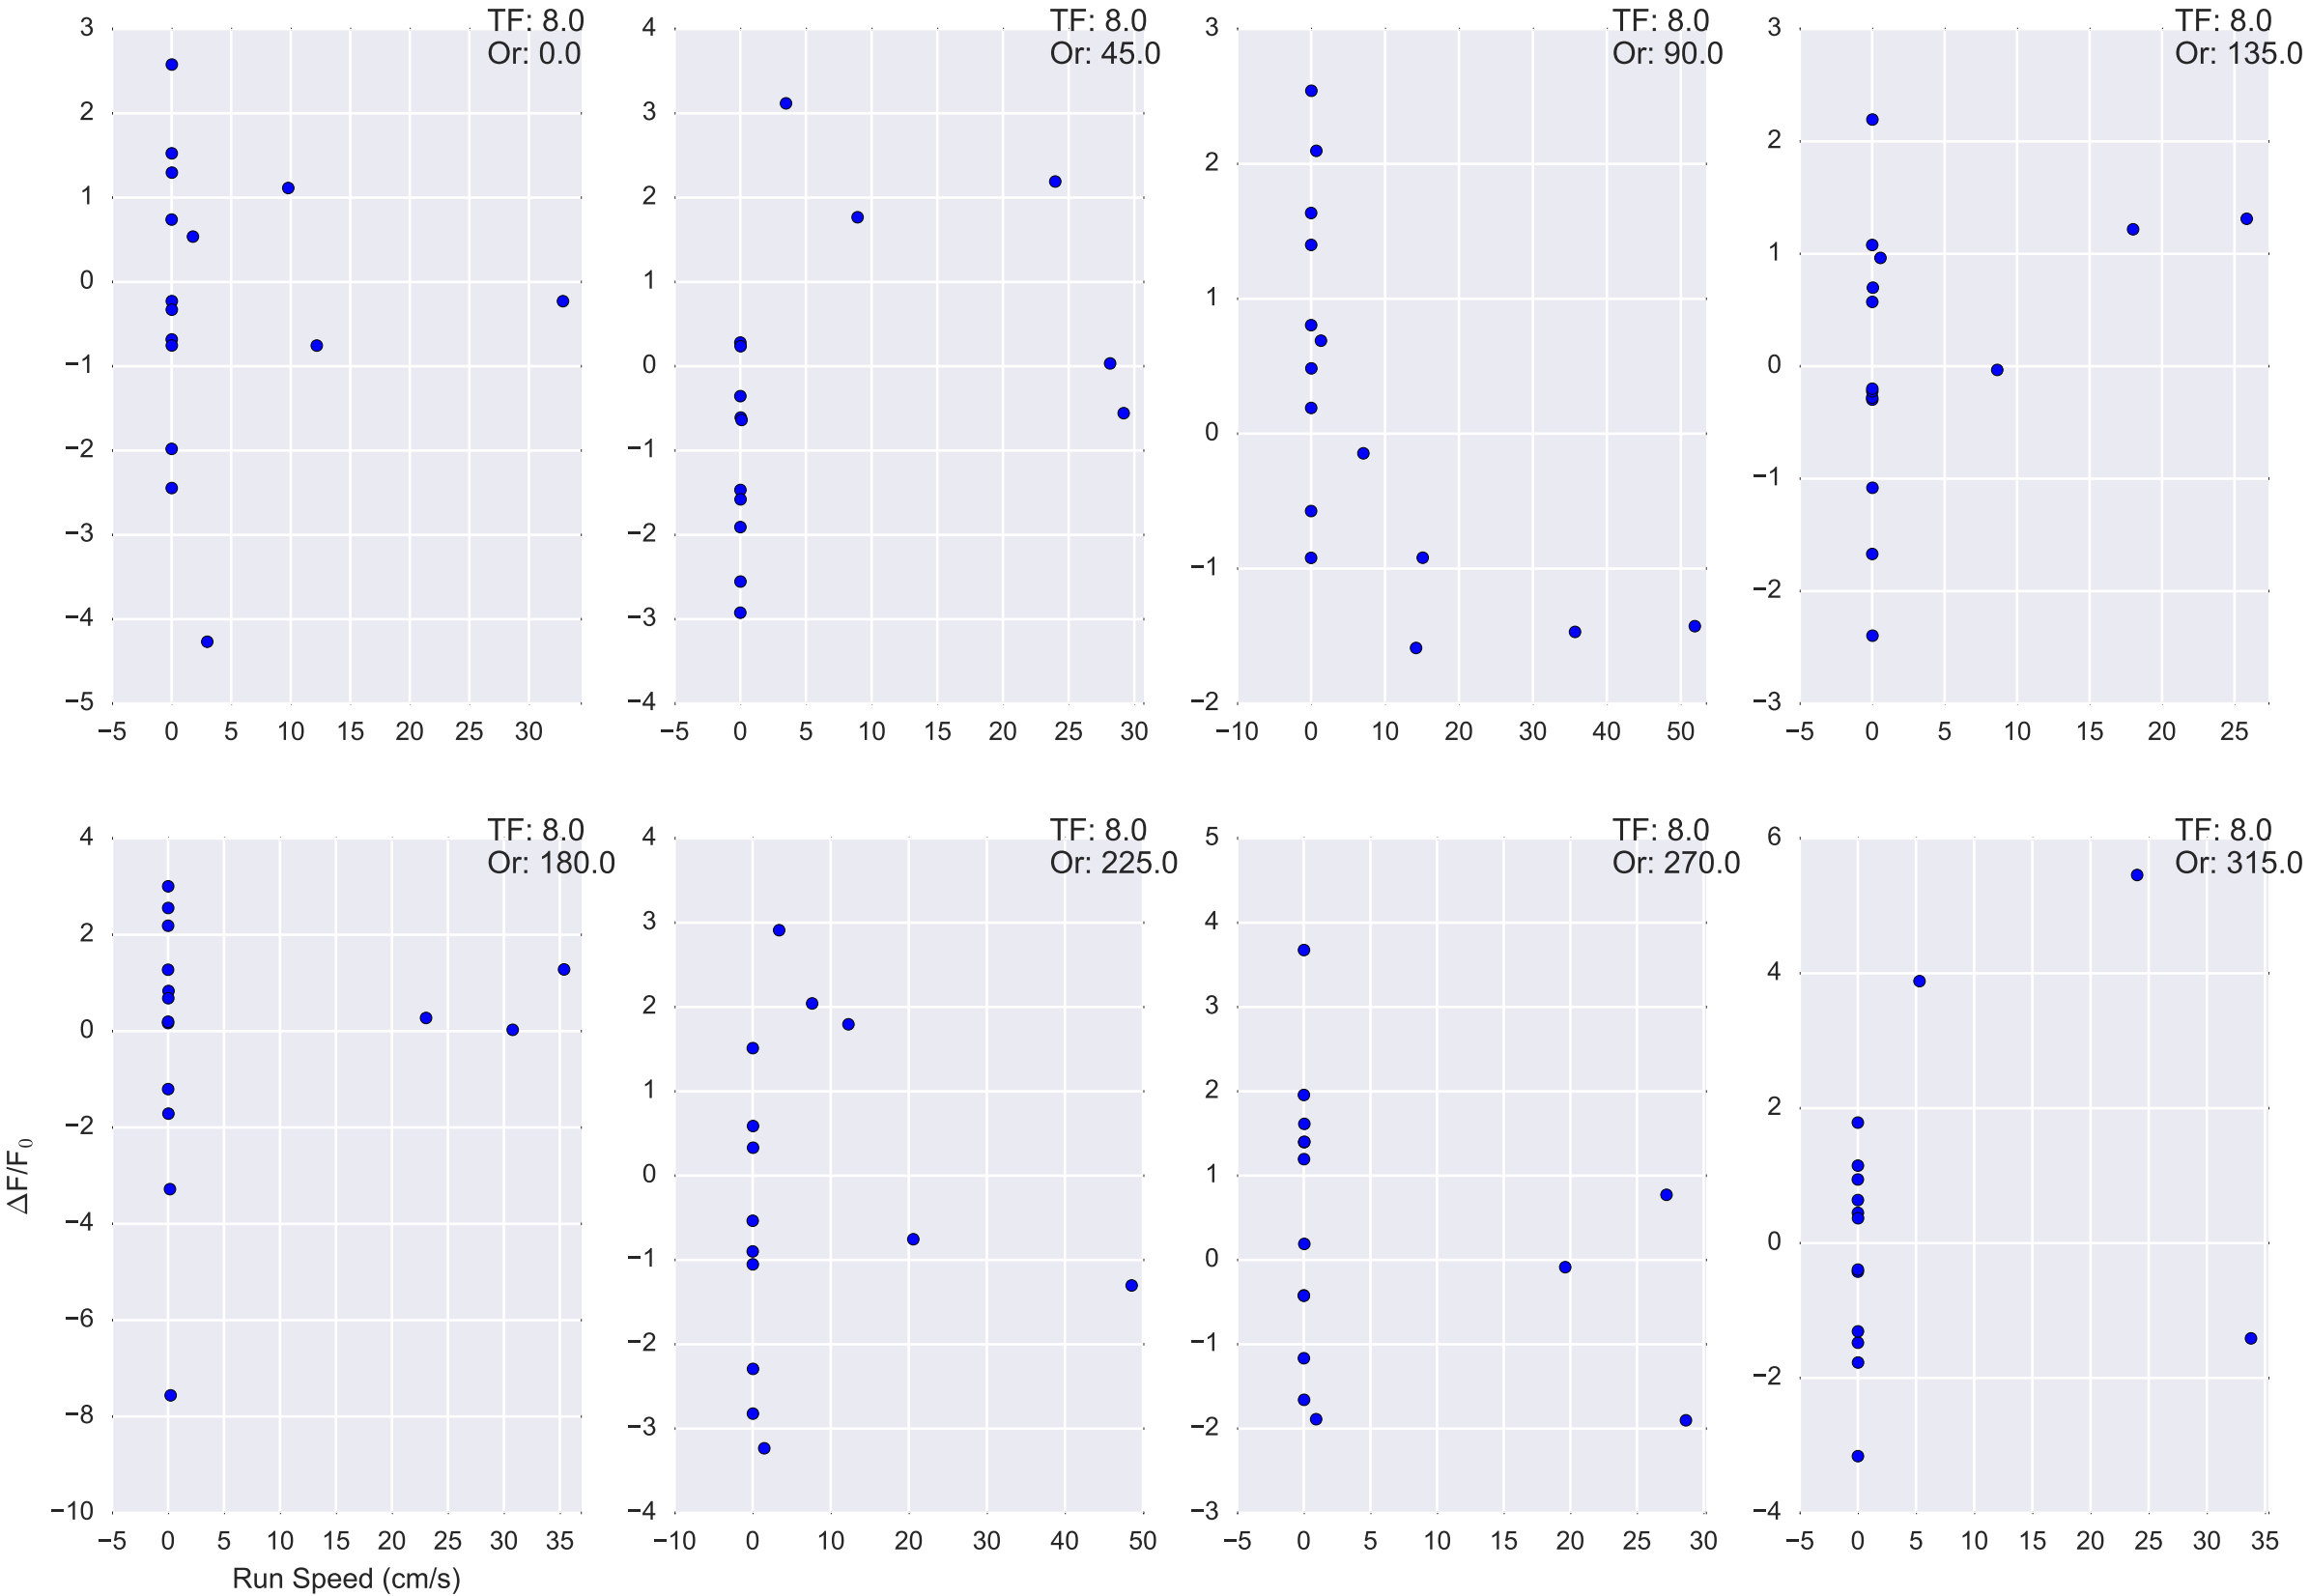 TF: 8.0
Or: 0.0
3
2
1
0
−1
−2
−3
−4
−5
−5 0 5 10 15 20 25 30
TF: 8.0
Or: 45.0
4
3
2
1
0
−1
−2
−3
−4
−5 0 5 10 15 20 25 30
TF: 8.0
Or: 90.0
3
2
1
0
−1
−2
−10 0 10 20 30 40 50
TF: 8.0
Or: 135.0
3
2
1
0
−1
−2
−3
−5 0 5 10 15 20 25
TF: 8.0
Or: 180.0
4
2
0
−2
−4
−6
−8
−10
−5 0 5 10 15 20 25 30 35
ΔF/F₀
Run Speed (cm/s)
TF: 8.0
Or: 225.0
4
3
2
1
0
−1
−2
−3
−4
−10 0 10 20 30 40 50
TF: 8.0
Or: 270.0
5
4
3
2
1
0
−1
−2
−3
−5 0 5 10 15 20 25 30
TF: 8.0
Or: 315.0
6
4
2
0
−2
−4
−5 0 5 10 15 20 25 30 35